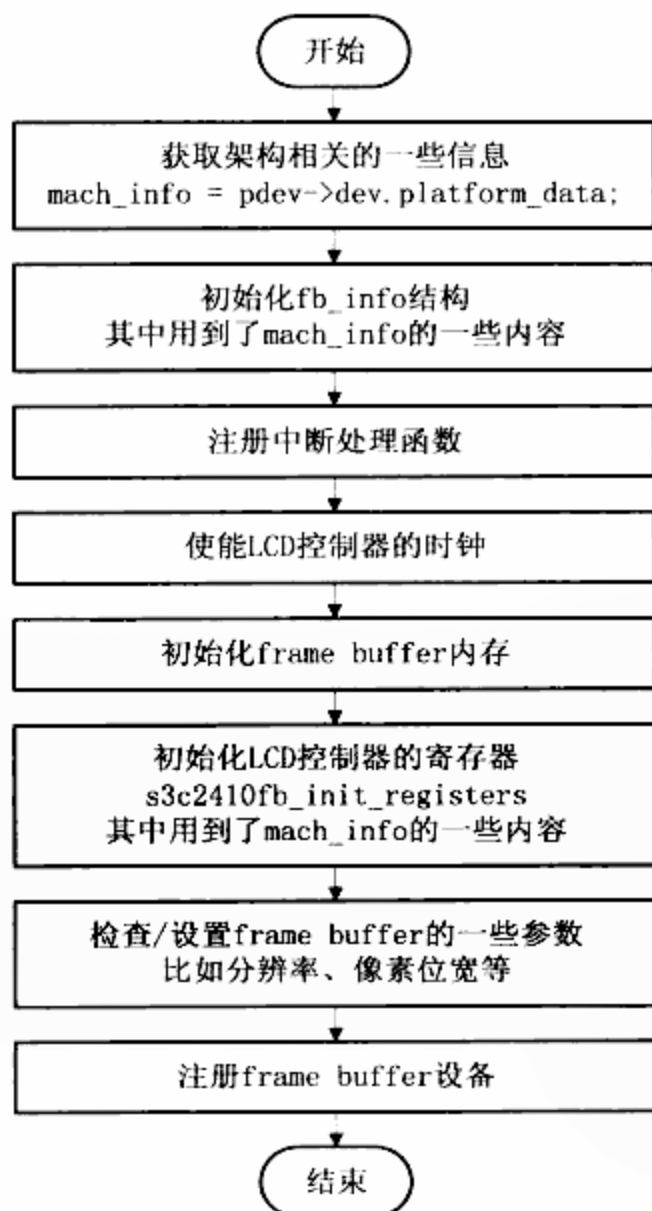 开始
获取架构相关的一些信息
mach_info = pdev->dev.platform_data;
初始化fb_info结构
其中用到了mach_info的一些内容
注册中断处理函数
使能LCD控制器的时钟
初始化frame buffer内存
初始化LCD控制器的寄存器
s3c2410fb_init_registers
其中用到了mach_info的一些内容
检查/设置frame buffer的一些参数
比如分辨率、像素位宽等
注册frame buffer设备
结束